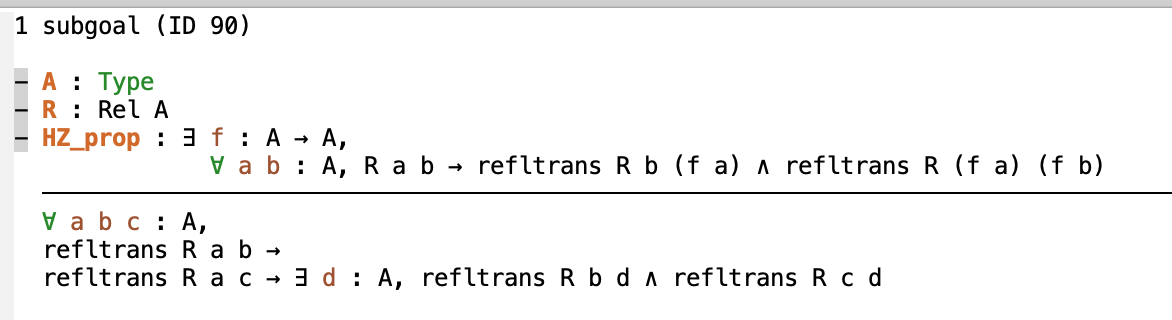 1 subgoal (ID 90)
- A : Type
- R : Rel A
- HZ_prop : ∃ f : A → A,
∀ a b : A, R a b → refltrans R b (f a) ∧ refltrans R (f a) (f b)
∀ a b c : A,
refltrans R a b →
refltrans R a c → ∃ d : A, refltrans R b d ∧ refltrans R c d